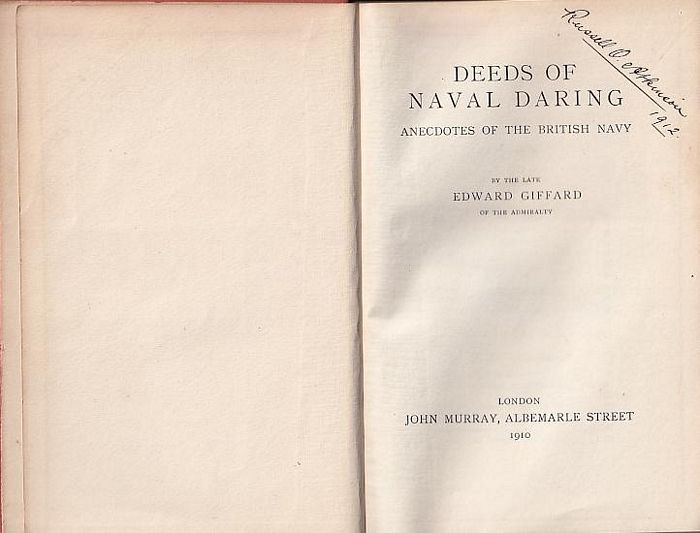 Russell O. Atkinson
1912.
DEEDS OF
NAVAL DARING
ANECDOTES OF THE BRITISH NAVY
BY THE LATE
EDWARD GIFFARD
OF THE ADMIRALTY
LONDON
JOHN MURRAY, ALBEMARLE STREET
1910